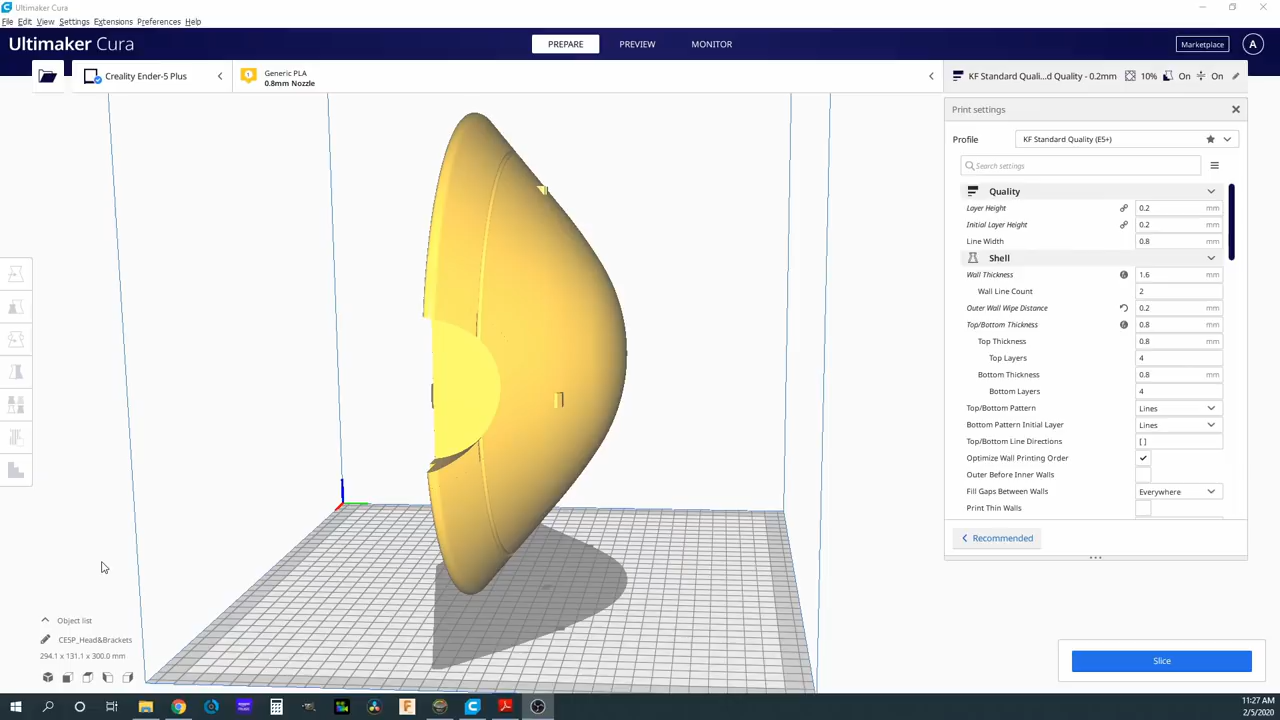 Ultimaker Cura
File Edit View Settings Extensions Preferences Help
Ultimaker Cura
PREPARE
PREVIEW
MONITOR
Marketplace
A
Creality Ender-5 Plus
1
Generic PLA
0.8mm Nozzle
KF Standard Quali...d Quality - 0.2mm
10%
On
On
Print settings
Profile
KF Standard Quality (E5+)
Search settings
Quality
Layer Height 0.2 mm
Initial Layer Height 0.2 mm
Line Width 0.8 mm
Shell
Wall Thickness 1.6 mm
Wall Line Count 2
Outer Wall Wipe Distance 0.2 mm
Top/Bottom Thickness 0.8 mm
Top Thickness 0.8 mm
Top Layers 4
Bottom Thickness 0.8 mm
Bottom Layers 4
Top/Bottom Pattern Lines
Bottom Pattern Initial Layer Lines
Top/Bottom Line Directions [ ]
Optimize Wall Printing Order
Outer Before Inner Walls
Fill Gaps Between Walls Everywhere
Print Thin Walls
Recommended
Object list
CESP_Head&Brackets
294.1 x 131.1 x 300.0 mm
Slice
11:27 AM
2/5/2020